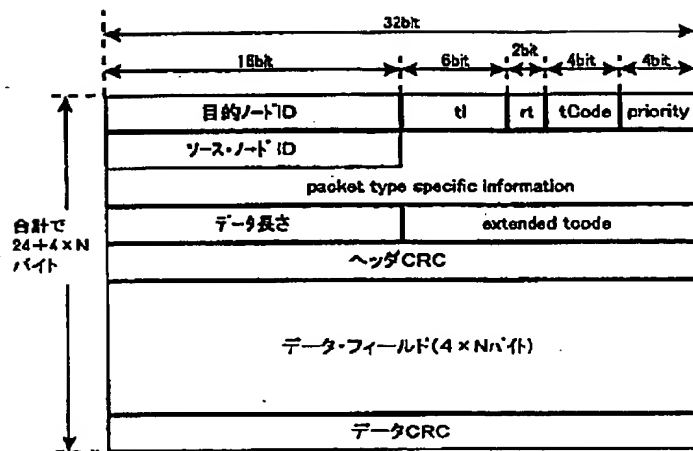 32bit
16bit 6bit 2bit 4bit 4bit
目的ノードID tl rt tCode priority
ソース・ノードID
packet type specific information
データ長さ extended tcode
合計で
24+4×N
バイト
ヘッダCRC
データ・フィールド(4×Nバイト)
データCRC